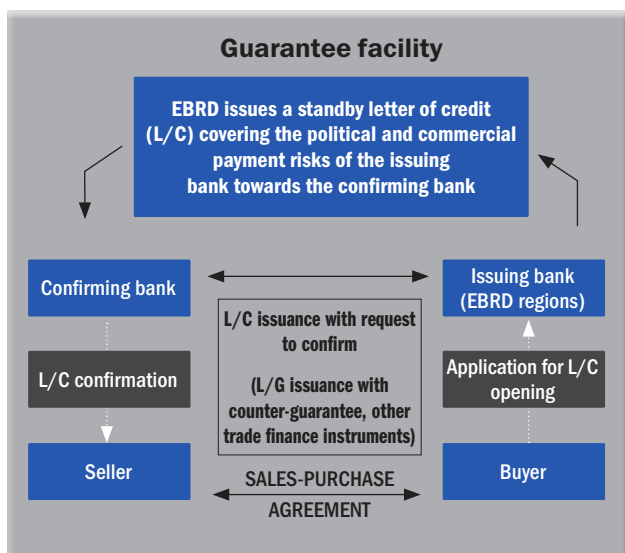 Guarantee facility
EBRD issues a standby letter of credit
(L/C) covering the political and commercial
payment risks of the issuing
bank towards the confirming bank
Confirming bank
Issuing bank
(EBRD regions)
L/C issuance with request
to confirm
(L/G issuance with
counter-guarantee, other
trade finance instruments)
L/C confirmation
Application for L/C
opening
Seller
SALES-PURCHASE
AGREEMENT
Buyer